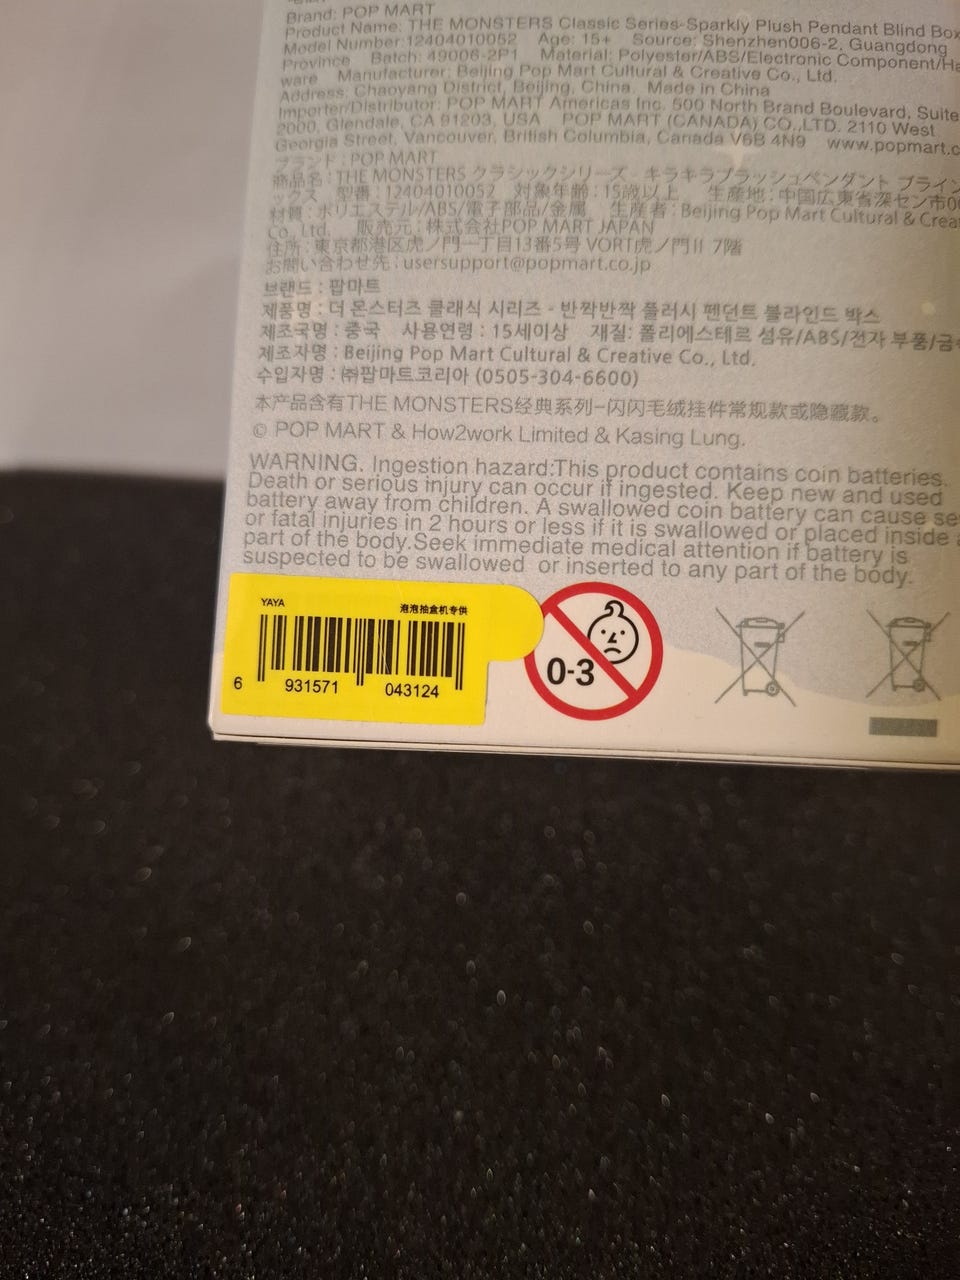 Brand: POP MART
Product Name: THE MONSTERS Classic Series-Sparkly Plush Pendant Blind Box
Model Number:12404010052 Age: 15+ Source: Shenzhen006-2, Guangdong
Province Batch: 49006-2P1 Material: Polyester/ABS/Electronic Component/Ha
ware Manufacturer: Beijing Pop Mart Cultural & Creative Co., Ltd.
Address: Chaoyang District, Beijing, China. Made in China
Importer/Distributor: POP MART Americas Inc. 500 North Brand Boulevard, Suite
2000, Glendale, CA 91203, USA POP MART (CANADA) CO.,LTD. 2110 West
Georgia Street, Vancouver, British Columbia, Canada V6B 4N9 www.popmart.c
ブランド：POP MART
商品名：THE MONSTERS クラシックシリーズ - キラキラプラッシュペンダント ブライン
ックス 型番：12404010052 対象年齢：15歳以上 生産地：中国広東省深セン市00
材質：ポリエステル/ABS/電子部品/金属 生産者：Beijing Pop Mart Cultural & Crea
Co., Ltd. 販売元：株式会社POP MART JAPAN
住所：東京都港区虎ノ門一丁目13番5号 VORT虎ノ門II 7階
お問い合わせ先：usersupport@popmart.co.jp
브랜드 : 팝마트
제품명 : 더 몬스터즈 클래식 시리즈 - 반짝반짝 플러시 펜던트 블라인드 박스
제조국명 : 중국 사용연령 : 15세이상 재질: 폴리에스테르 섬유/ABS/전자 부품/금속
제조자명 : Beijing Pop Mart Cultural & Creative Co., Ltd.
수입자명 : ㈜팝마트코리아 (0505-304-6600)
本产品含有THE MONSTERS经典系列-闪闪毛绒挂件常规款或隐藏款。
© POP MART & How2work Limited & Kasing Lung.
WARNING. Ingestion hazard:This product contains coin batteries.
Death or serious injury can occur if ingested. Keep new and used
battery away from children. A swallowed coin battery can cause se
or fatal injuries in 2 hours or less if it is swallowed or placed inside a
part of the body.Seek immediate medical attention if battery is
suspected to be swallowed or inserted to any part of the body.
YAYA 泡泡抽盒机专供
6 931571 043124
0-3